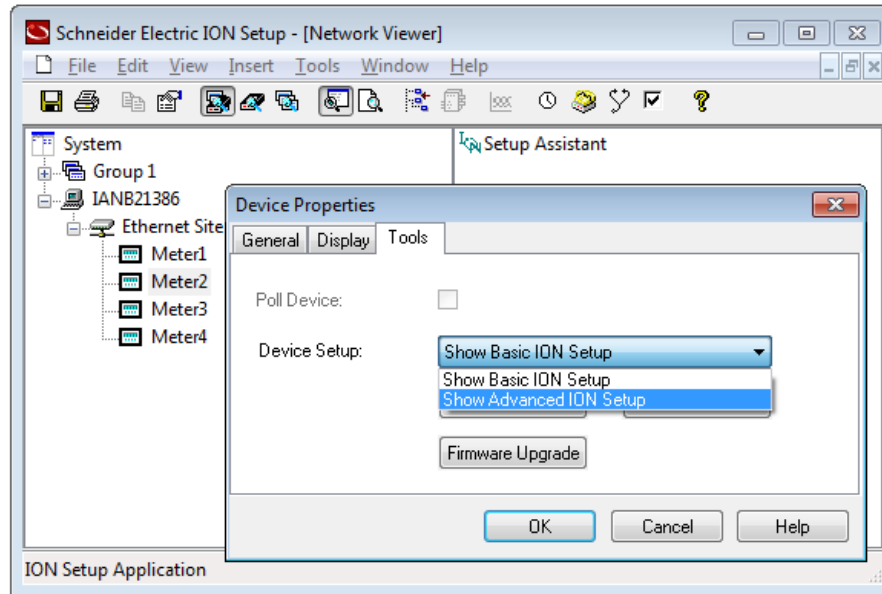 Schneider Electric ION Setup - [Network Viewer]
File Edit View Insert Tools Window Help
System
Group 1
IANB21386
Ethernet Site
Meter1
Meter2
Meter3
Meter4
Setup Assistant
Device Properties
General Display Tools
Poll Device:
Device Setup: Show Basic ION Setup
Show Basic ION Setup
Show Advanced ION Setup
Firmware Upgrade
OK Cancel Help
ION Setup Application